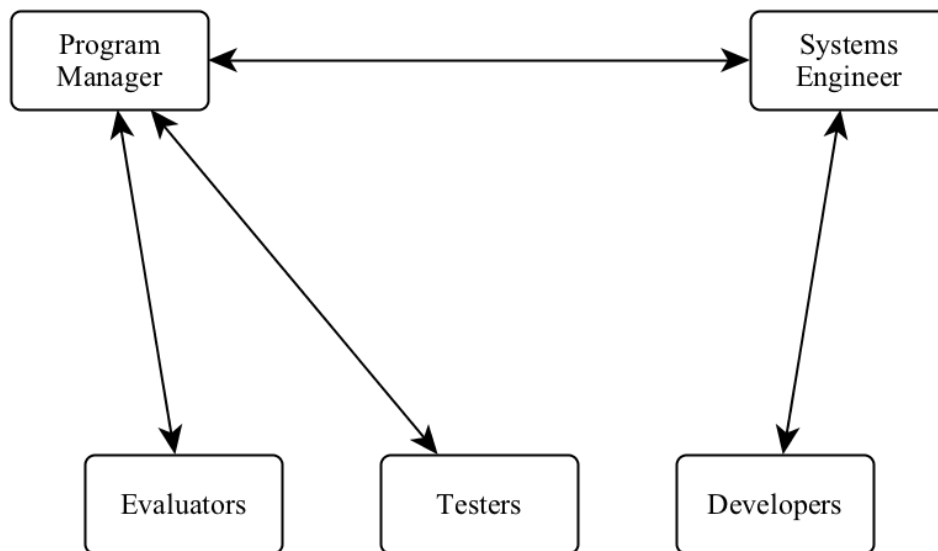 Program
Manager
Systems
Engineer
Evaluators
Testers
Developers